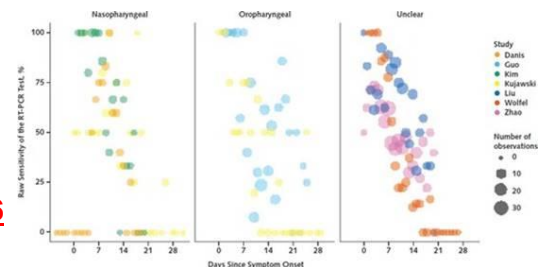 Nasopharyngeal
Oropharyngeal
Unclear
Raw Sensitivity of the RT-PCR Test, %
100
75
50
25
0
0 7 14 21 28
0 7 14 21 28
0 7 14 21 28
Days Since Symptom Onset
Study
Danis
Guo
Kim
Kujawski
Liu
Wolfel
Zhao
Number of
observations
0
10
20
30